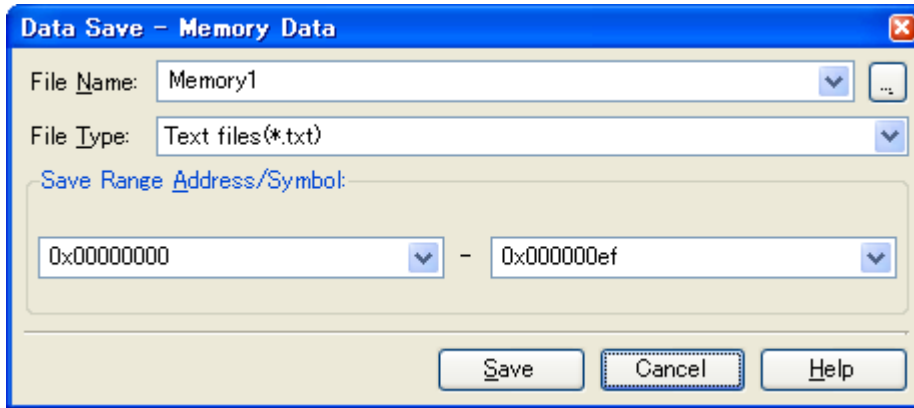 Data Save - Memory Data
File Name: Memory1 ...
File Type: Text files(*.txt)
Save Range Address/Symbol:
0x00000000 - 0x000000ef
Save Cancel Help